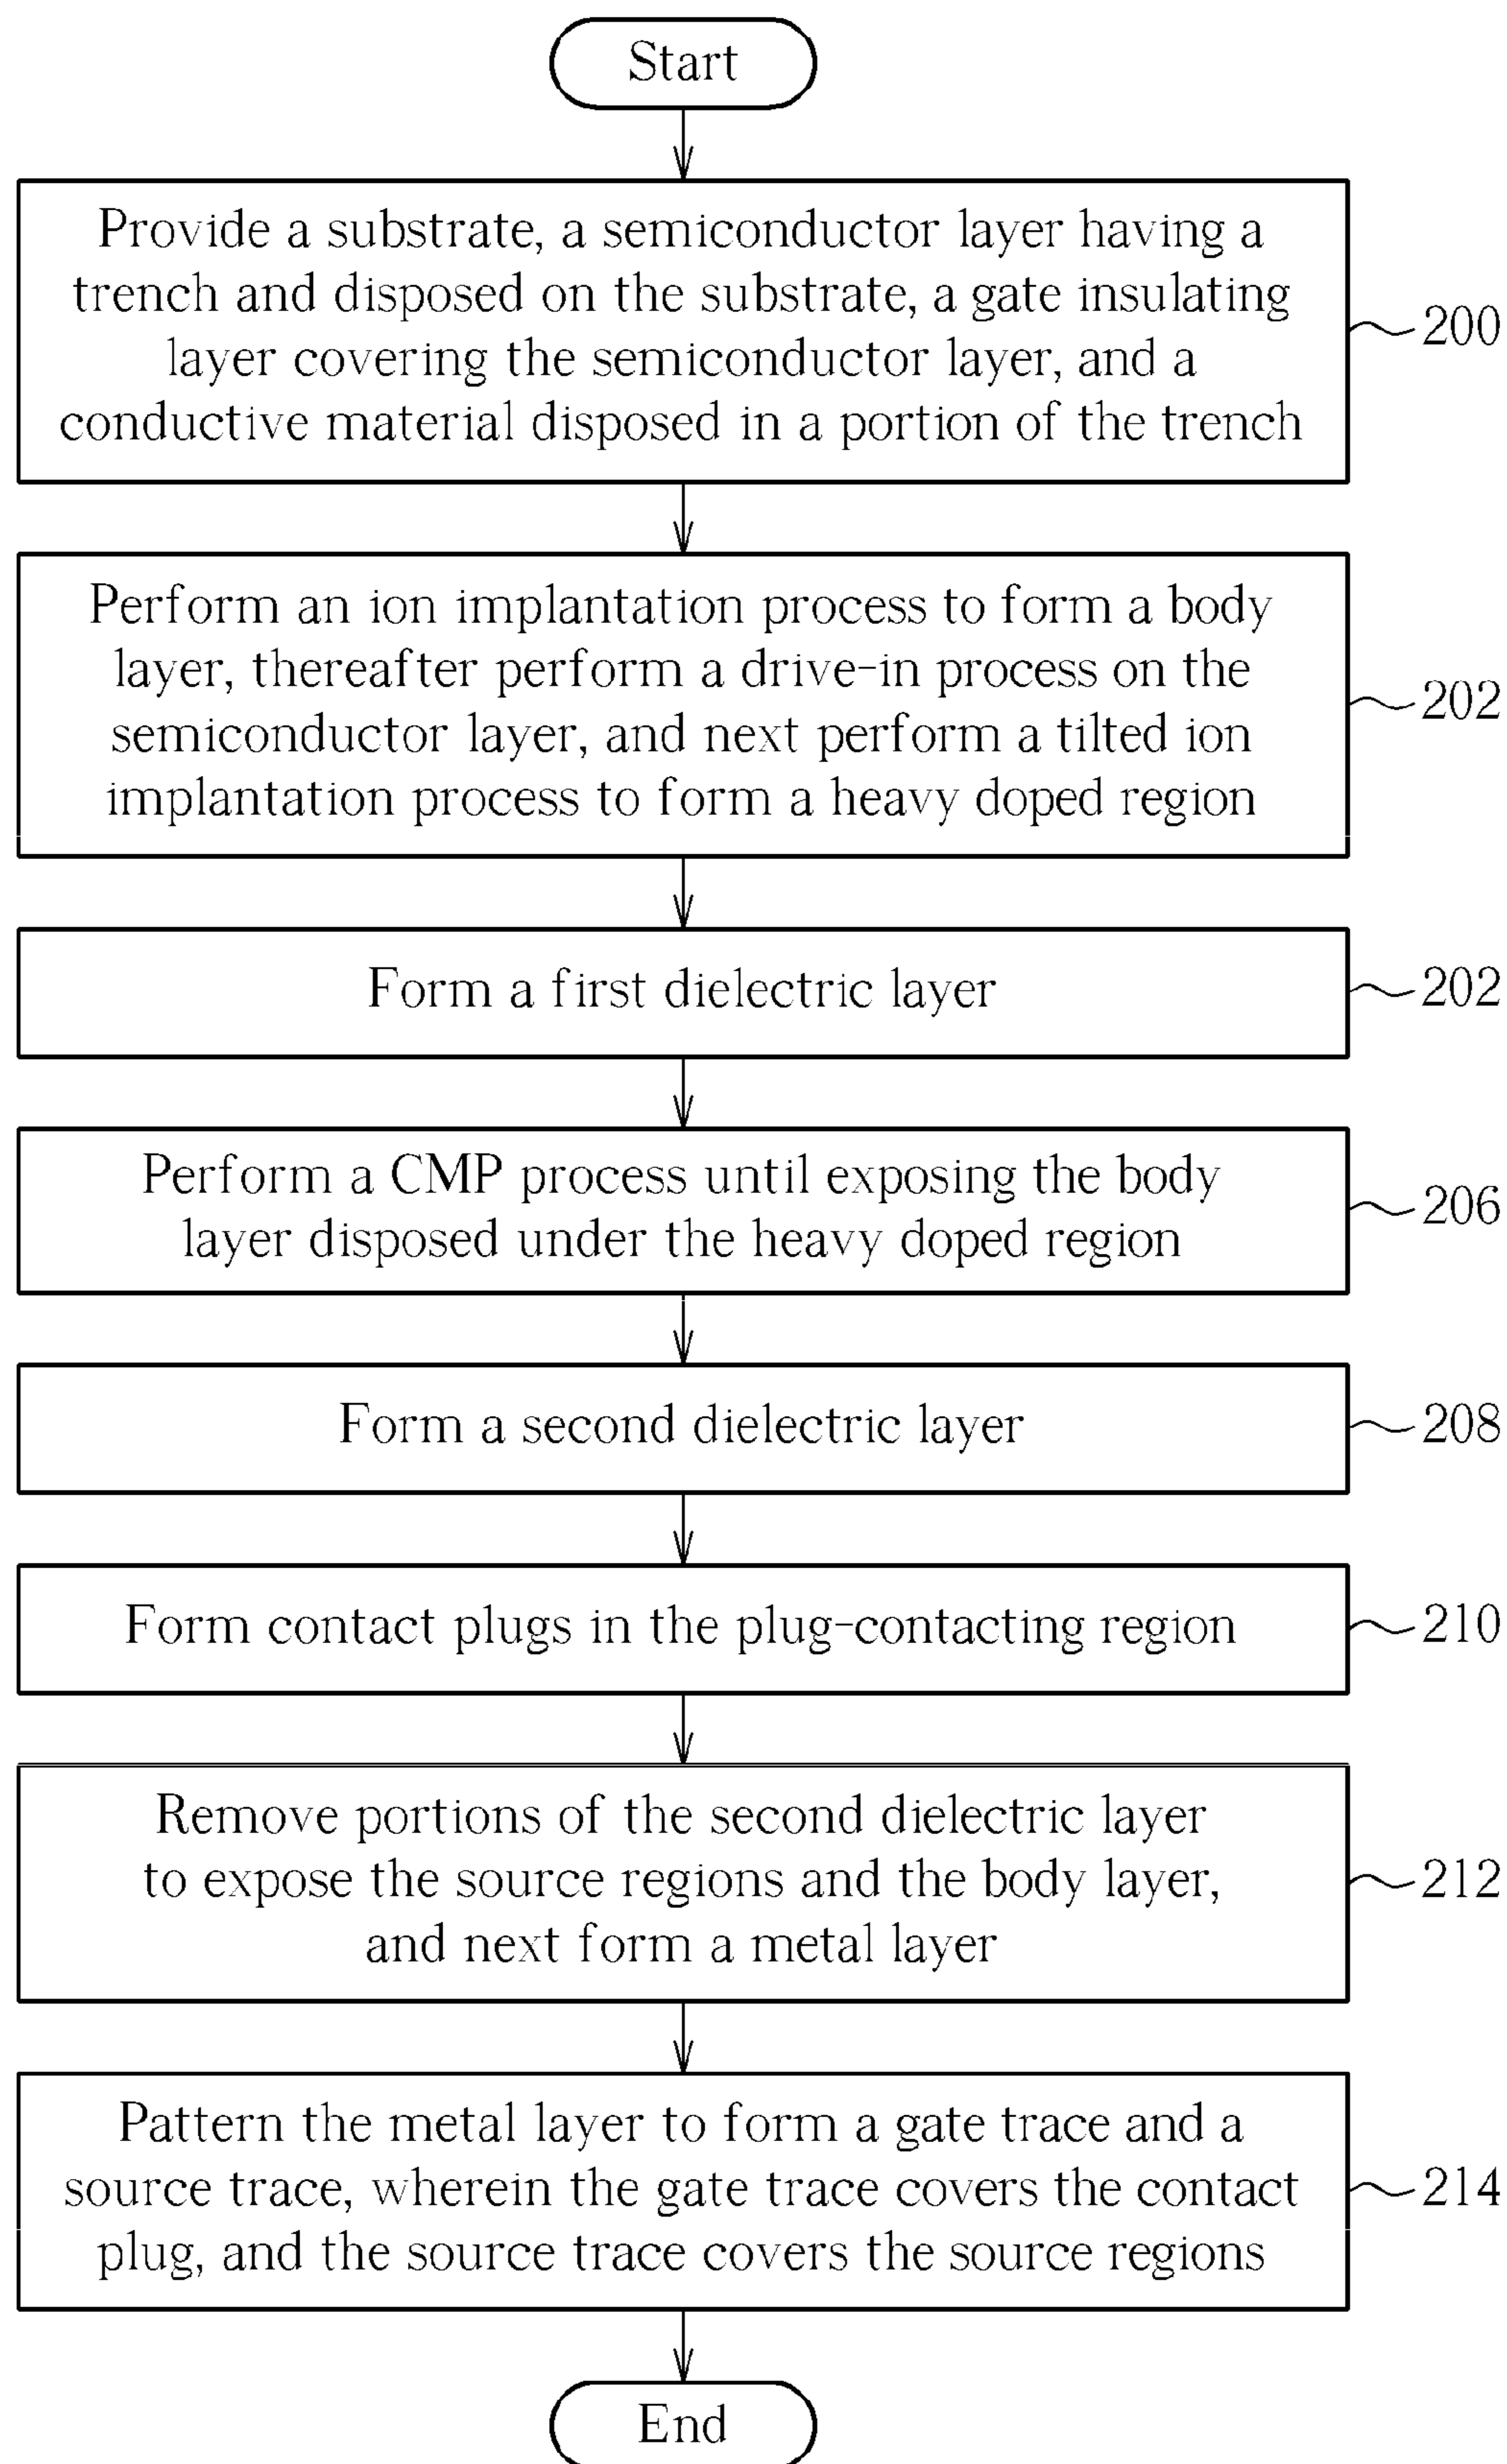 Start
Provide a substrate, a semiconductor layer having a
trench and disposed on the substrate, a gate insulating
layer covering the semiconductor layer, and a
conductive material disposed in a portion of the trench
200
Perform an ion implantation process to form a body
layer, thereafter perform a drive-in process on the
semiconductor layer, and next perform a tilted ion
implantation process to form a heavy doped region
202
Form a first dielectric layer
202
Perform a CMP process until exposing the body
layer disposed under the heavy doped region
206
Form a second dielectric layer
208
Form contact plugs in the plug-contacting region
210
Remove portions of the second dielectric layer
to expose the source regions and the body layer,
and next form a metal layer
212
Pattern the metal layer to form a gate trace and a
source trace, wherein the gate trace covers the contact
plug, and the source trace covers the source regions
214
End